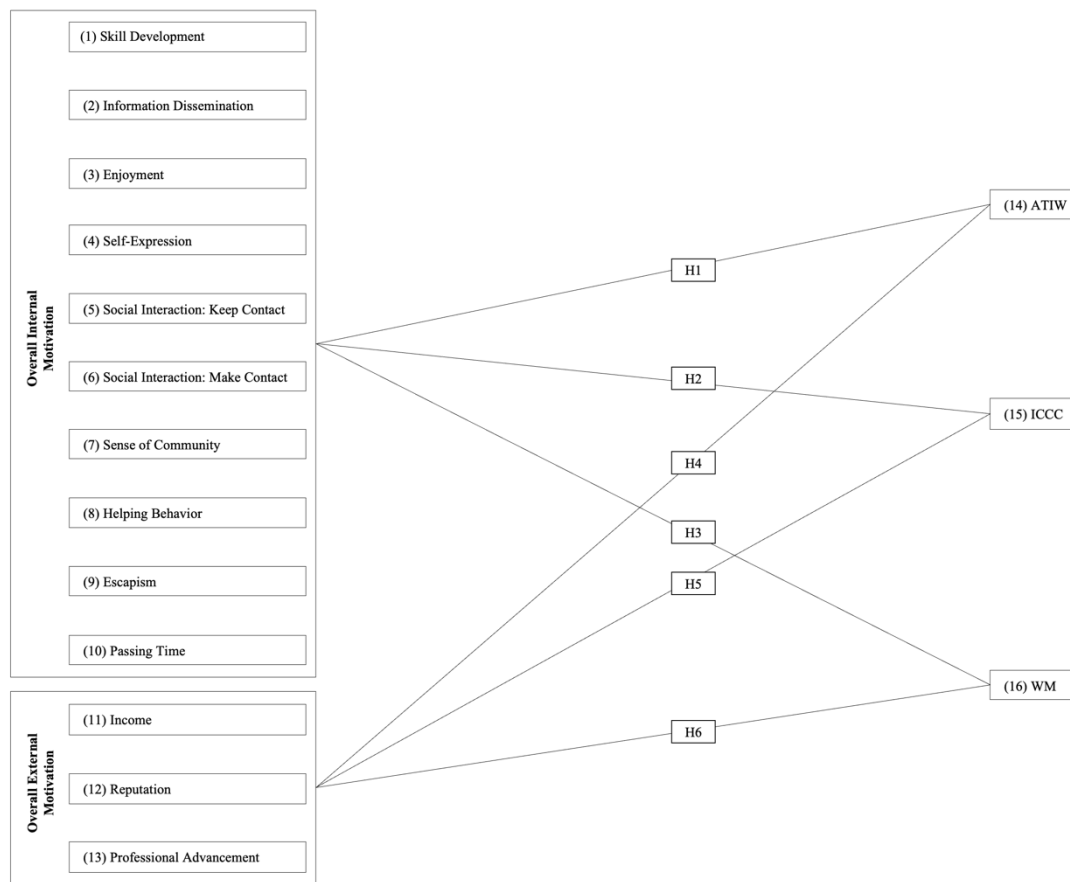 Overall Internal
Motivation
(1) Skill Development
(2) Information Dissemination
(3) Enjoyment
(4) Self-Expression
(5) Social Interaction: Keep Contact
(6) Social Interaction: Make Contact
(7) Sense of Community
(8) Helping Behavior
(9) Escapism
(10) Passing Time
Overall External
Motivation
(11) Income
(12) Reputation
(13) Professional Advancement
H1
H2
H4
H3
H5
H6
(14) ATIW
(15) ICCC
(16) WM